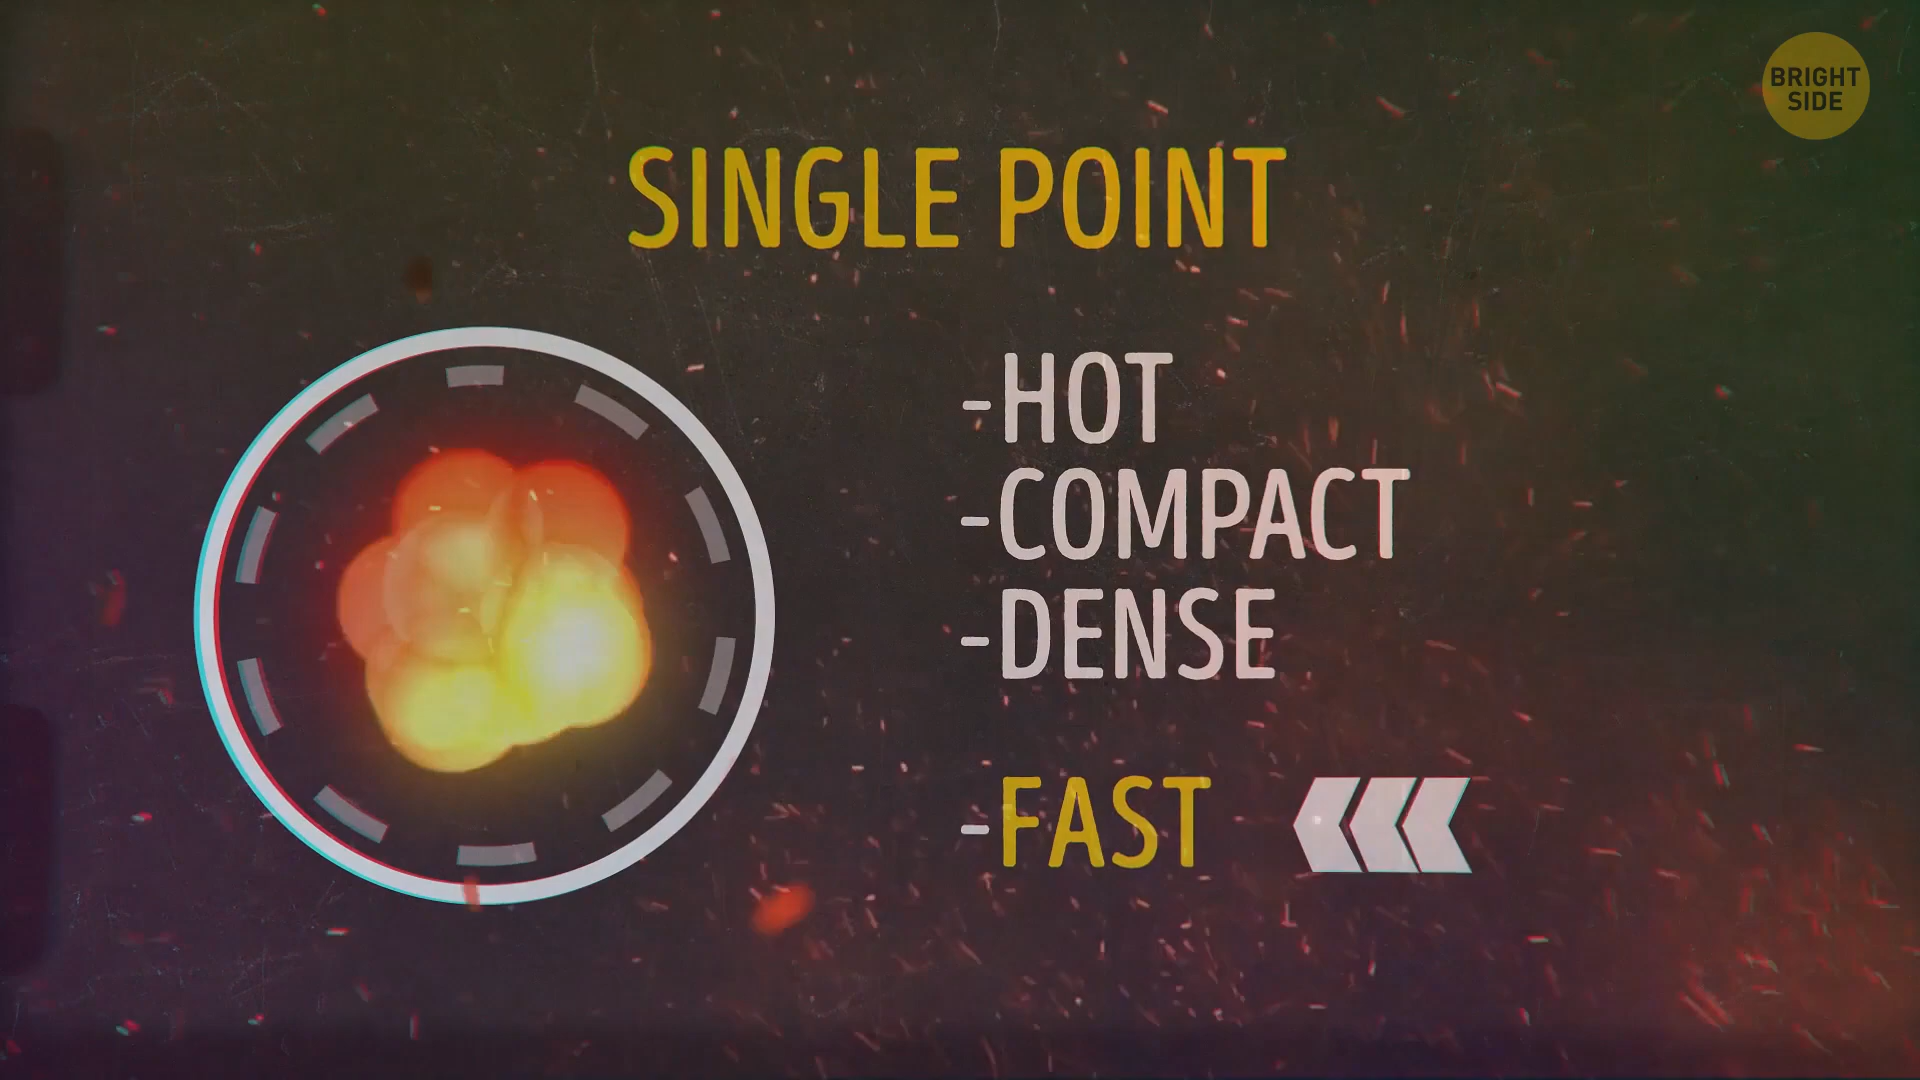 BRIGHT
SIDE
SINGLE POINT
-HOT
-COMPACT
-DENSE
-FAST